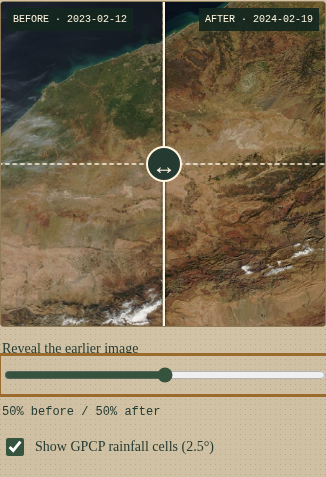 BEFORE · 2023-02-12
AFTER · 2024-02-19
Reveal the earlier image
50% before / 50% after
Show GPCP rainfall cells (2.5°)